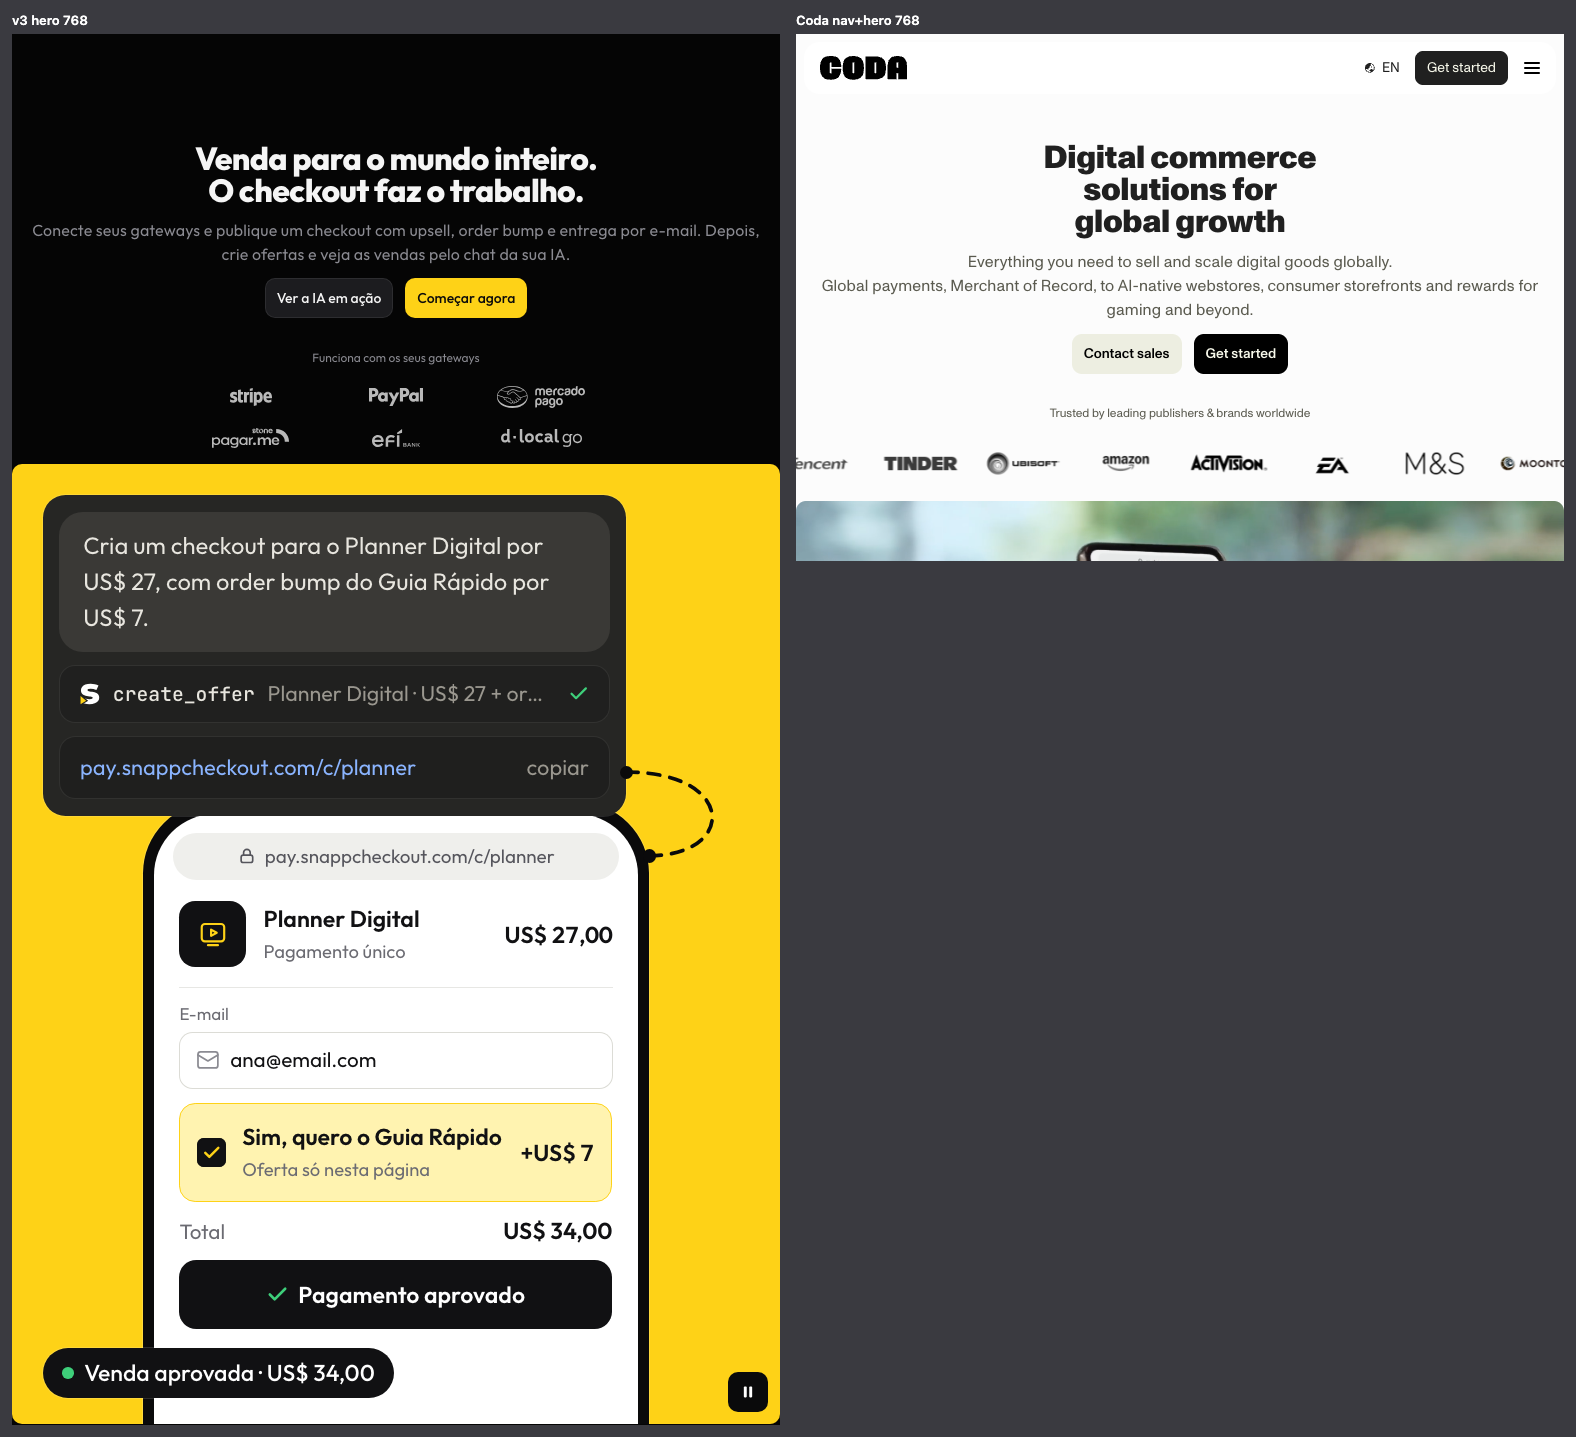 v3 hero 768
Venda para o mundo inteiro.
O checkout faz o trabalho.
Conecte seus gateways e publique um checkout com upsell, order bump e entrega por e-mail. Depois,
crie ofertas e veja as vendas pelo chat da sua IA.
Ver a IA em ação
Começar agora
Funciona com os seus gateways
stripe
PayPal
mercado
pago
stone
pagar.me
efí BANK
d·local go
Cria um checkout para o Planner Digital por
US$ 27, com order bump do Guia Rápido por
US$ 7.
create_offer Planner Digital · US$ 27 + or...
pay.snappcheckout.com/c/planner
copiar
pay.snappcheckout.com/c/planner
Planner Digital
Pagamento único
US$ 27,00
E-mail
ana@email.com
Sim, quero o Guia Rápido
Oferta só nesta página
+US$ 7
Total
US$ 34,00
Pagamento aprovado
Venda aprovada · US$ 34,00
Coda nav+hero 768
CODA
EN
Get started
Digital commerce
solutions for
global growth
Everything you need to sell and scale digital goods globally.
Global payments, Merchant of Record, to AI-native webstores, consumer storefronts and rewards for
gaming and beyond.
Contact sales
Get started
Trusted by leading publishers & brands worldwide
encent
TINDER
UBISOFT
amazon
ACTIVISION
EA
M&S
MOONTO